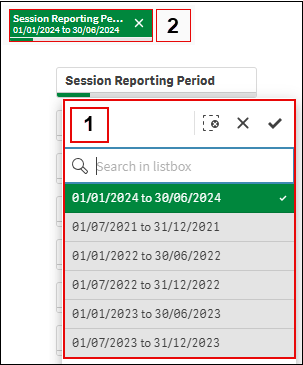 Session Reporting Pe...
01/01/2024 to 30/06/2024
2
Session Reporting Period
1
Search in listbox
01/01/2024 to 30/06/2024
01/07/2021 to 31/12/2021
01/01/2022 to 30/06/2022
01/07/2022 to 31/12/2022
01/01/2023 to 30/06/2023
01/07/2023 to 31/12/2023